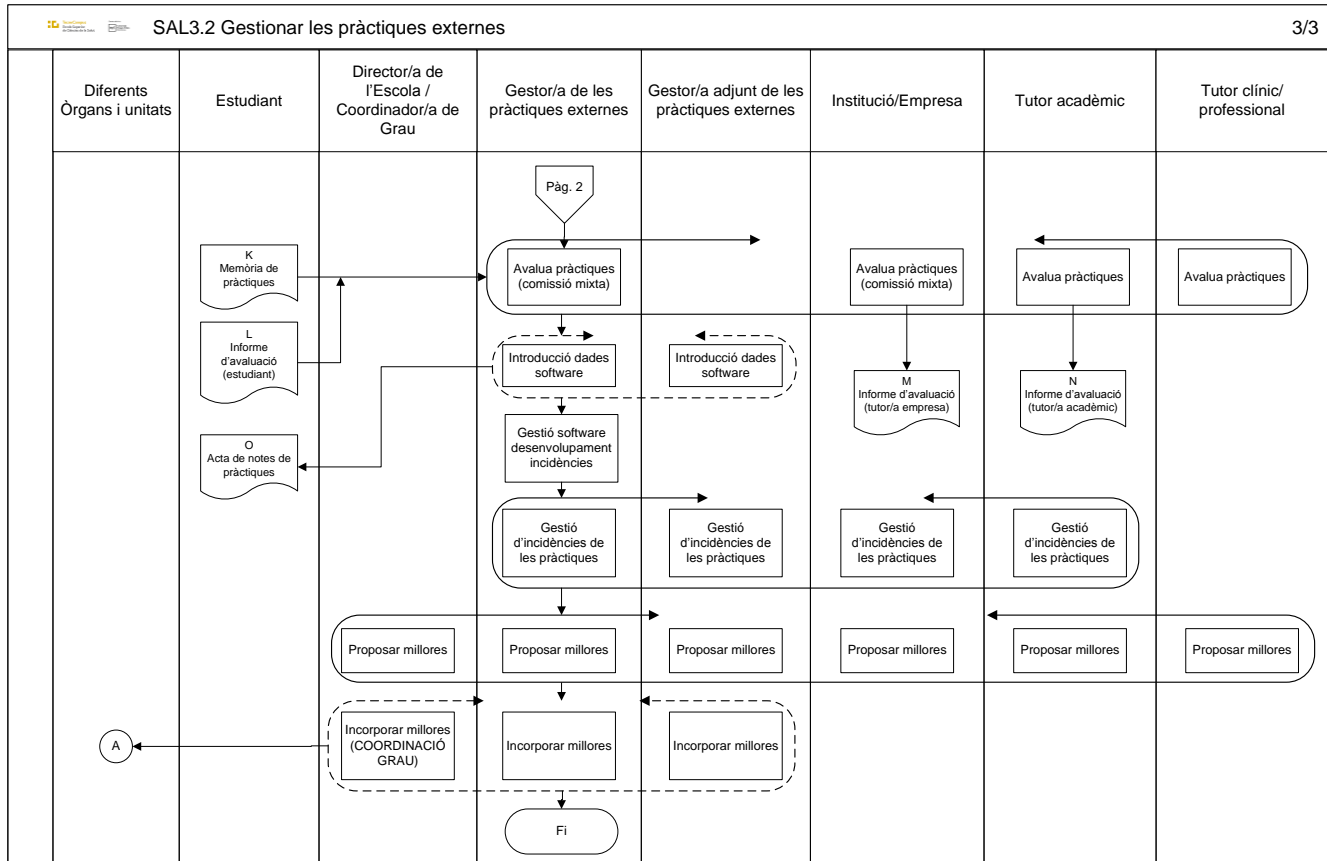 SAL3.2 Gestionar les pràctiques externes
3/3
Diferents
Òrgans i unitats
Estudiant
Director/a de
l'Escola /
Coordinador/a de
Grau
Gestor/a de les
pràctiques externes
Gestor/a adjunt de les
pràctiques externes
Institució/Empresa
Tutor acadèmic
Tutor clínic/
professional
Pàg. 2
K
Memòria de
pràctiques
Avalua pràctiques
(comissió mixta)
Avalua pràctiques
(comissió mixta)
Avalua pràctiques
Avalua pràctiques
L
Informe
d'avaluació
(estudiant)
Introducció dades
software
Introducció dades
software
M
Informe d'avaluació
(tutor/a empresa)
N
Informe d'avaluació
(tutor/a acadèmic)
O
Acta de notes de
pràctiques
Gestió software
desenvolupament
incidències
Gestió
d'incidències de
les pràctiques
Gestió
d'incidències de
les pràctiques
Gestió
d'incidències de
les pràctiques
Gestió
d'incidències de
les pràctiques
Proposar millores
Proposar millores
Proposar millores
Proposar millores
Proposar millores
Proposar millores
A
Incorporar millores
(COORDINACIÓ
GRAU)
Incorporar millores
Incorporar millores
Fi